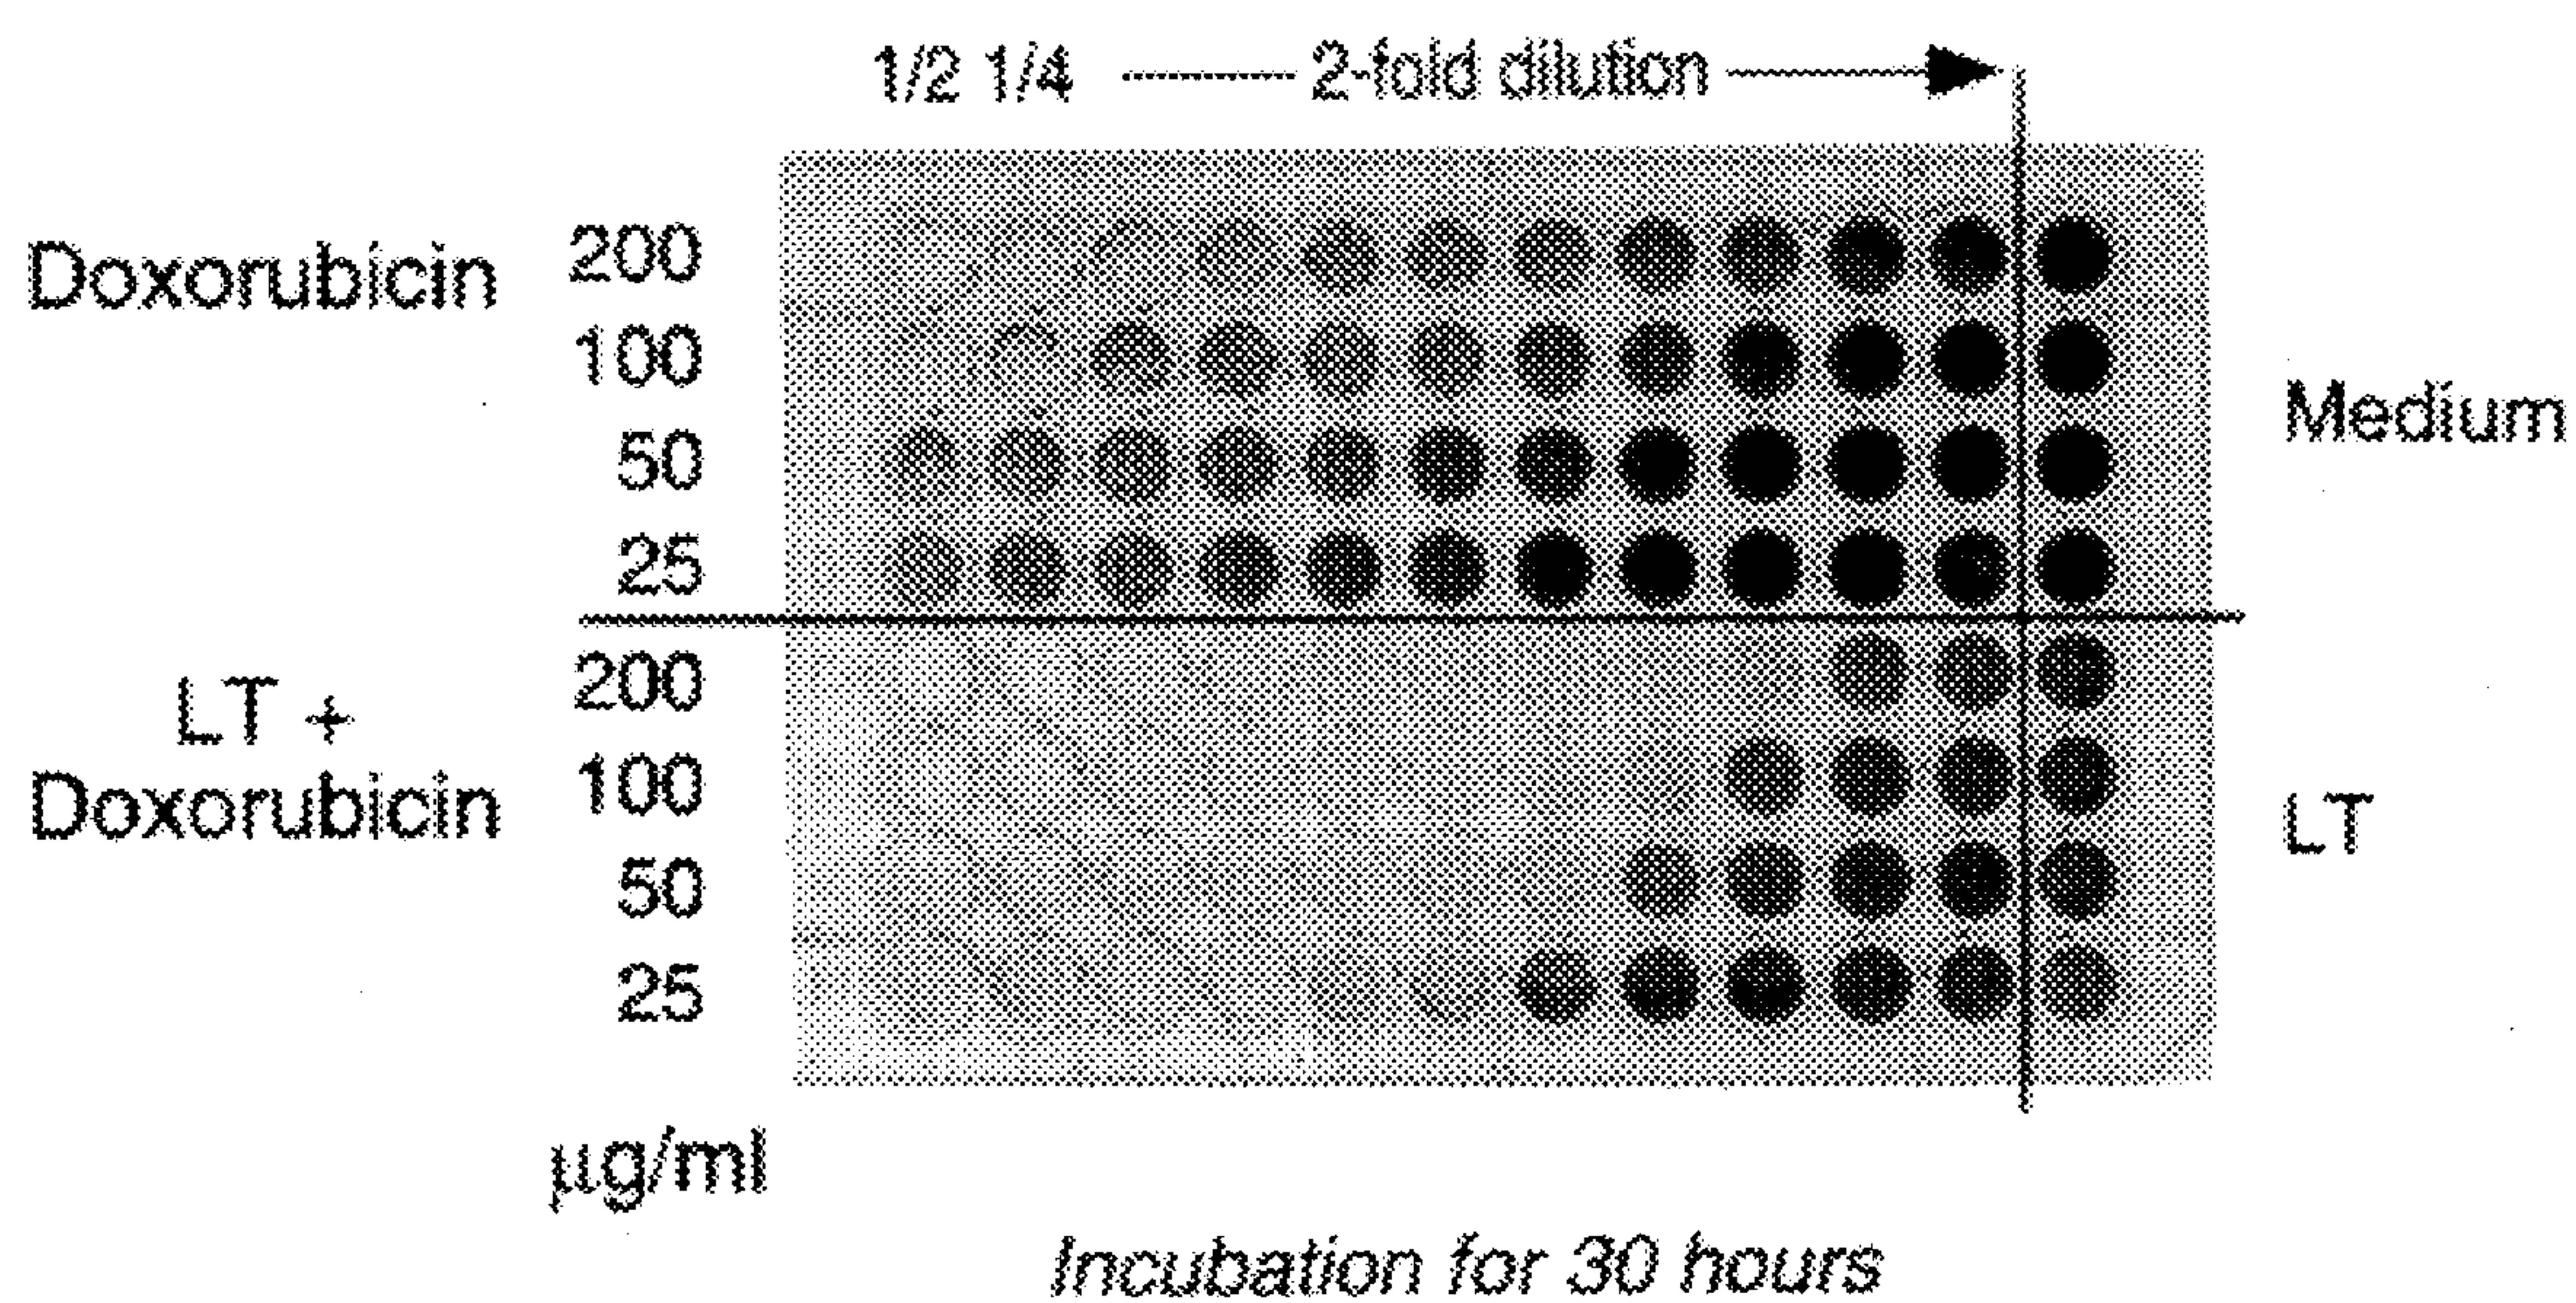 1/2 1/4 2-fold dilution
Doxorubicin 200
100
50
25
Medium
LT +
Doxorubicin
200
100
50
25
LT
µg/ml
Incubation for 30 hours